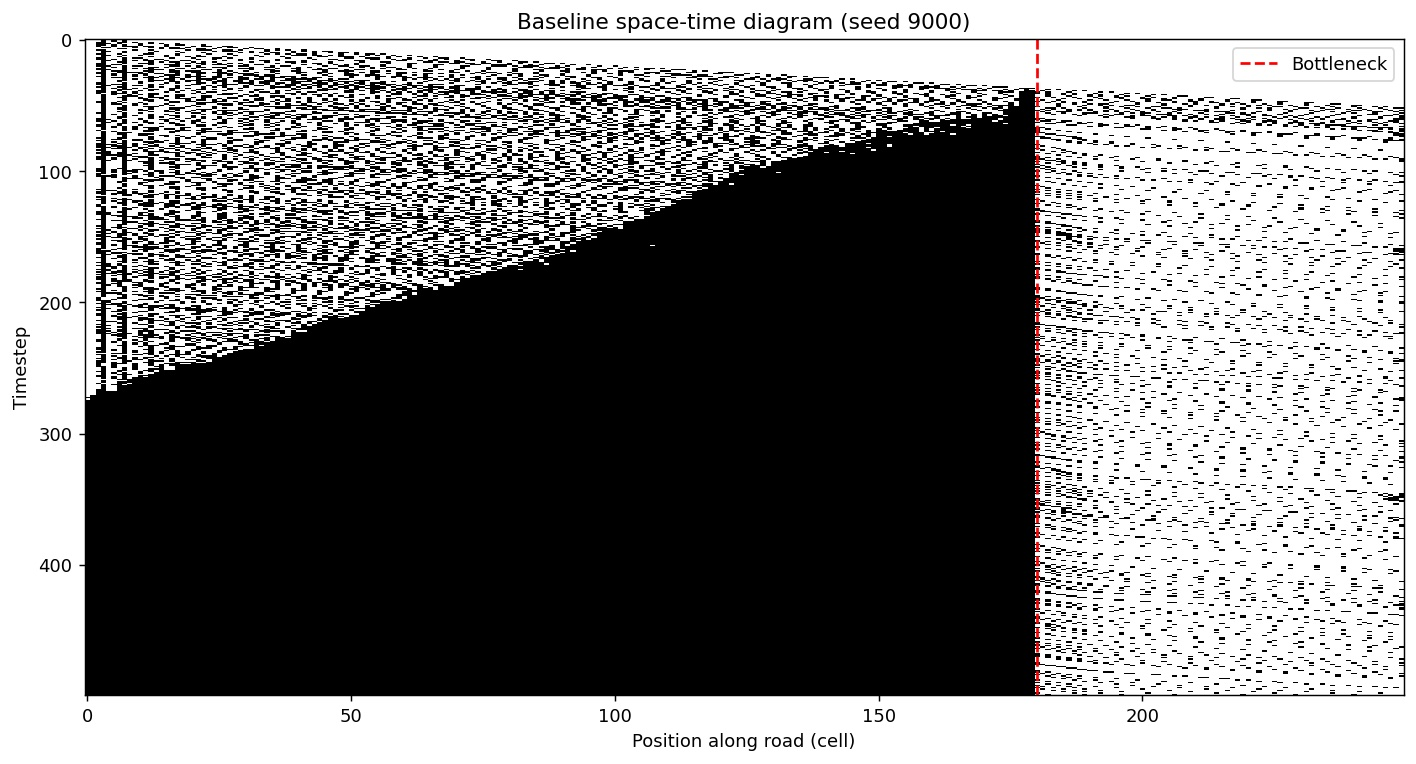 Baseline space-time diagram (seed 9000)
Bottleneck
0
100
200
300
400
Timestep
0
50
100
150
200
Position along road (cell)